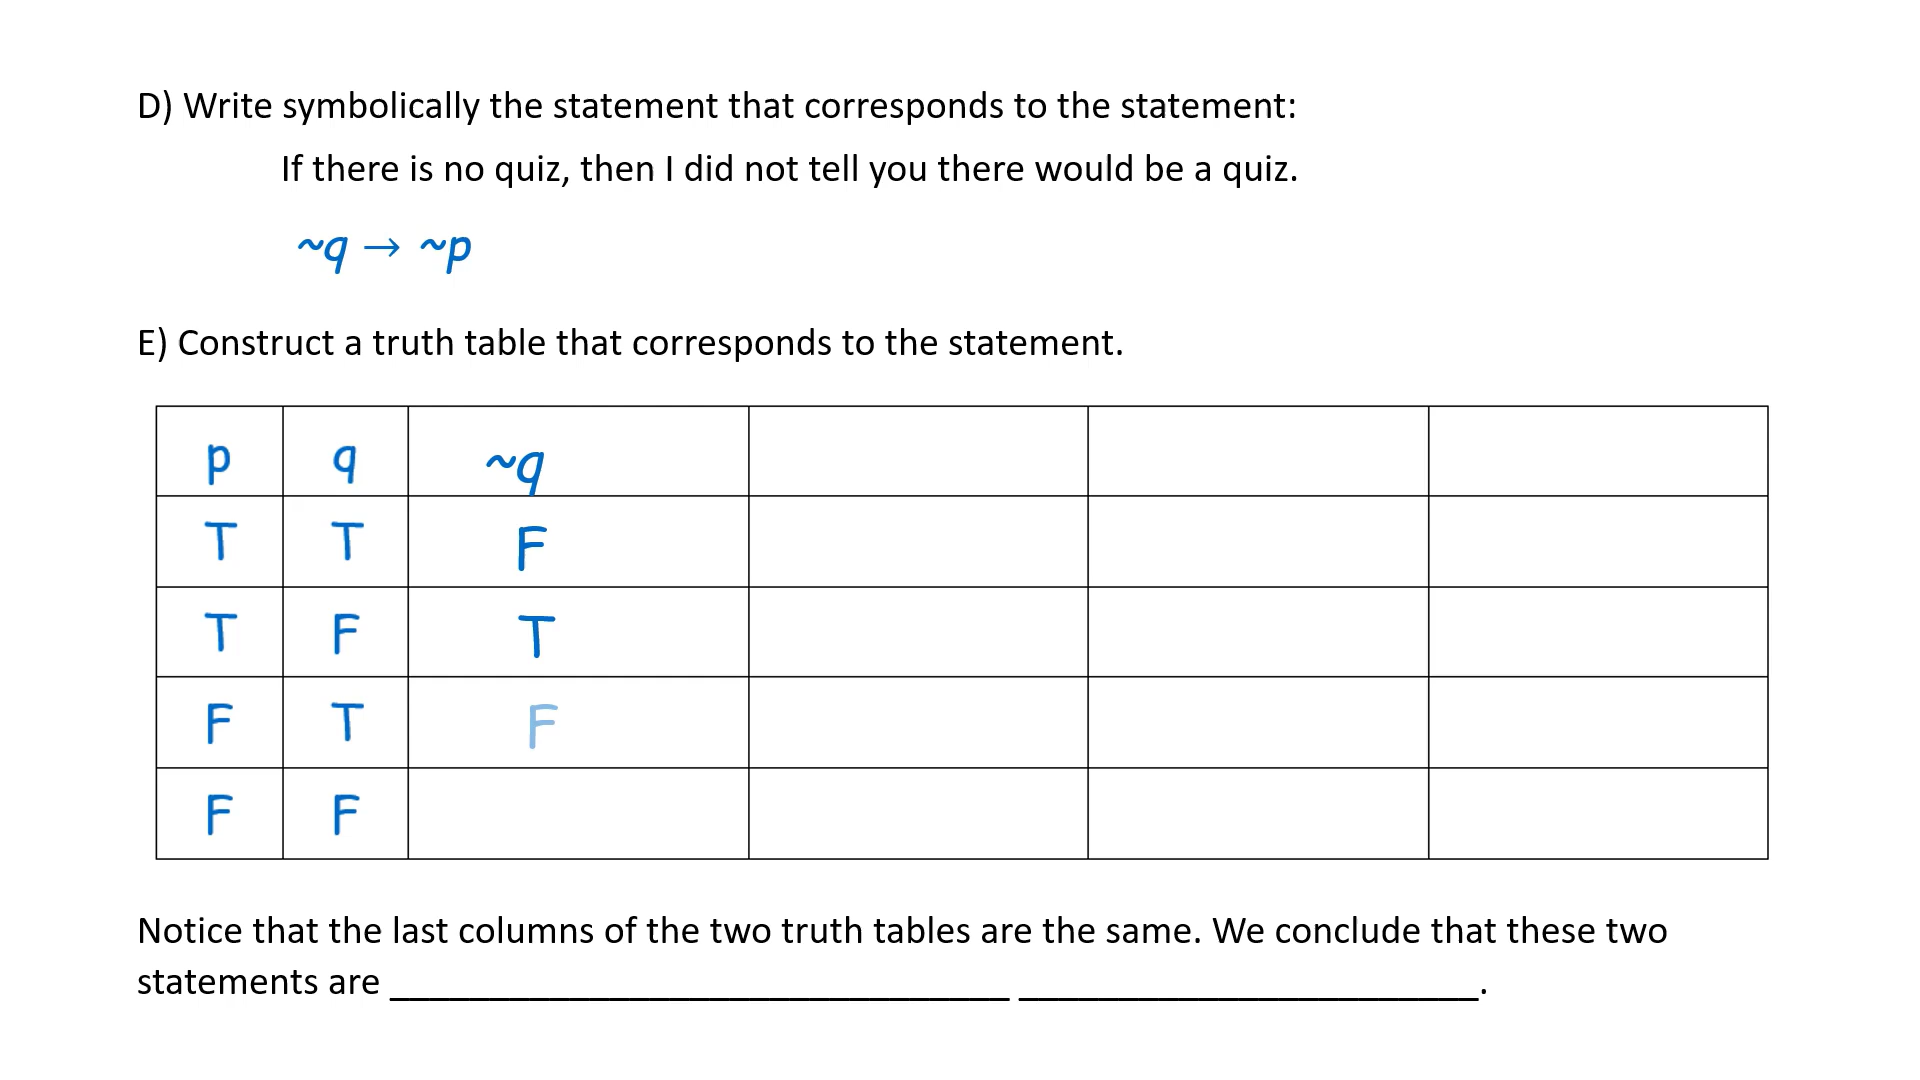 D) Write symbolically the statement that corresponds to the statement:
If there is no quiz, then I did not tell you there would be a quiz.
~q → ~p
E) Construct a truth table that corresponds to the statement.
p q ~q
T T F
T F T
F T F
F F
Notice that the last columns of the two truth tables are the same. We conclude that these two
statements are _______________________________ _______________________.